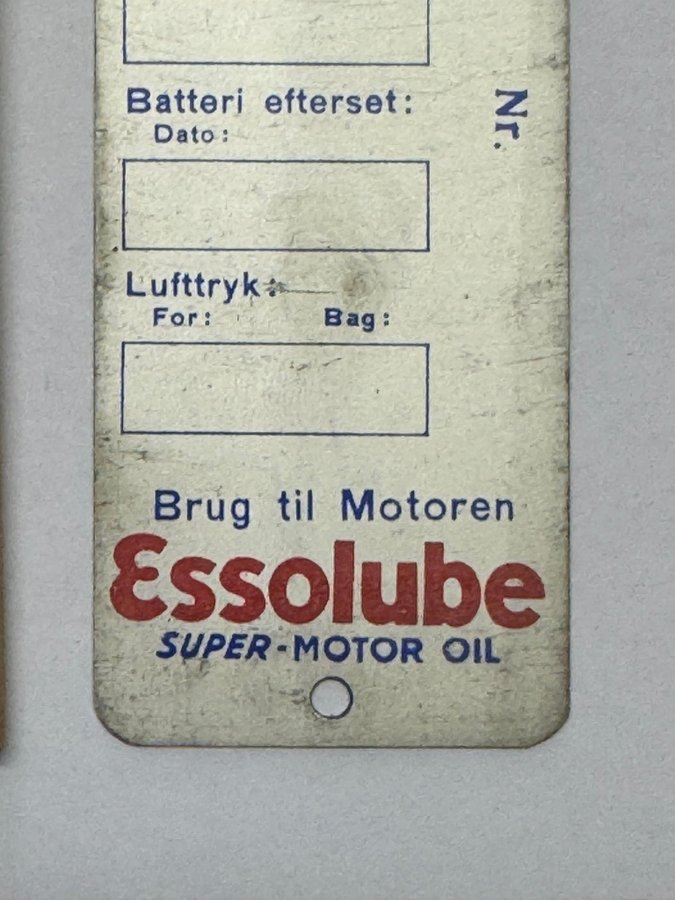 Batteri efterset:
Dato:
Nr.
Lufttryk:
For: Bag:
Brug til Motoren
Essolube
SUPER-MOTOR OIL